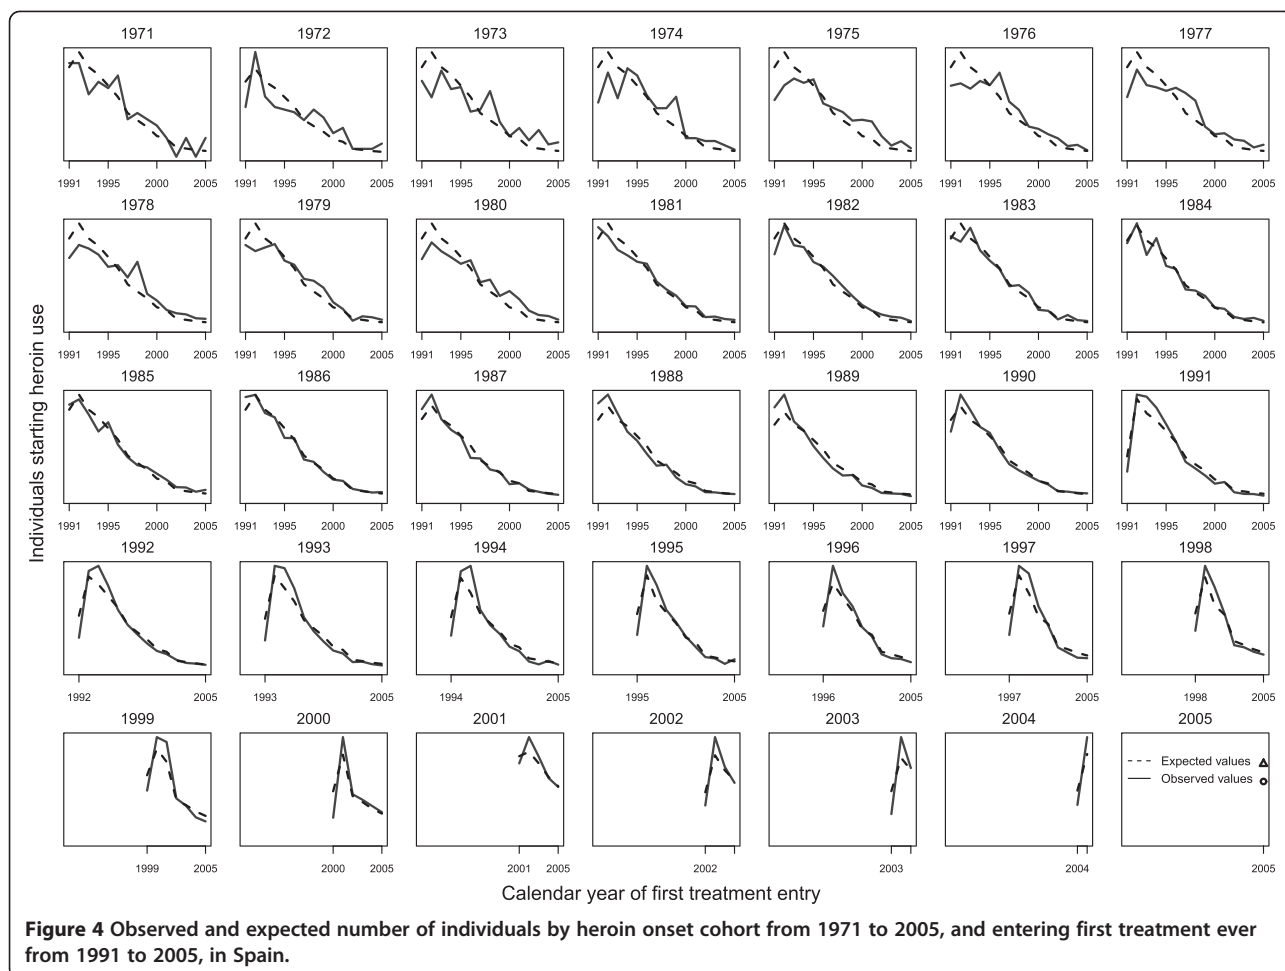 1971 1972 1973 1974 1975 1976 1977
1991 1995 2000 2005 1991 1995 2000 2005 1991 1995 2000 2005 1991 1995 2000 2005 1991 1995 2000 2005 1991 1995 2000 2005 1991 1995 2000 2005
1978 1979 1980 1981 1982 1983 1984
1991 1995 2000 2005 1991 1995 2000 2005 1991 1995 2000 2005 1991 1995 2000 2005 1991 1995 2000 2005 1991 1995 2000 2005 1991 1995 2000 2005
Individuals starting heroin use
1985 1986 1987 1988 1989 1990 1991
1991 1995 2000 2005 1991 1995 2000 2005 1991 1995 2000 2005 1991 1995 2000 2005 1991 1995 2000 2005 1991 1995 2000 2005 1991 1995 2000 2005
1992 1993 1994 1995 1996 1997 1998
1992 2005 1993 2005 1994 2005 1995 2005 1996 2005 1997 2005 1998 2005
1999 2000 2001 2002 2003 2004 2005
Expected values
Observed values
1999 2005 2000 2005 2001 2005 2002 2003 2004 2005
Calendar year of first treatment entry
Figure 4 Observed and expected number of individuals by heroin onset cohort from 1971 to 2005, and entering first treatment ever
from 1991 to 2005, in Spain.